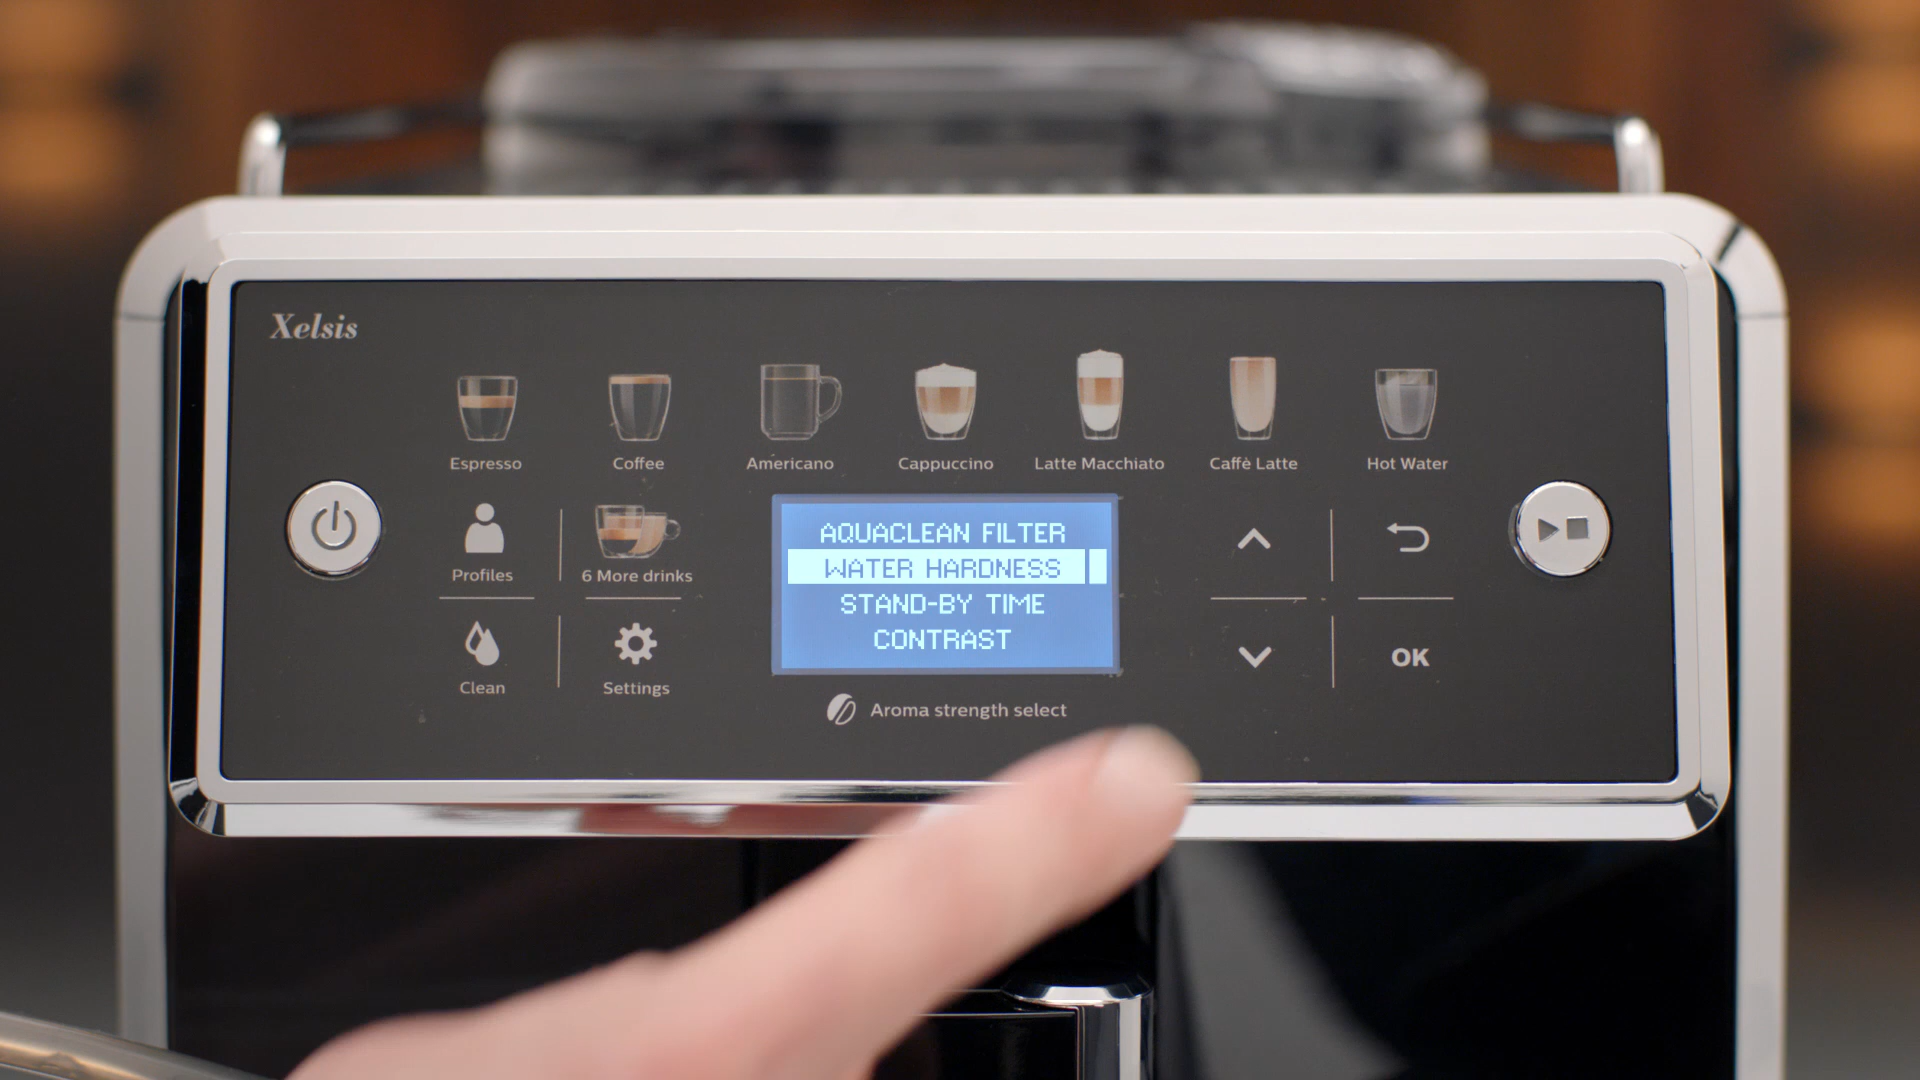 Xelsis
Espresso
Coffee
Americano
Cappuccino
Latte Macchiato
Caffè Latte
Hot Water
Profiles
6 More drinks
AQUACLEAN FILTER
WATER HARDNESS
STAND-BY TIME
CONTRAST
OK
Clean
Settings
Aroma strength select